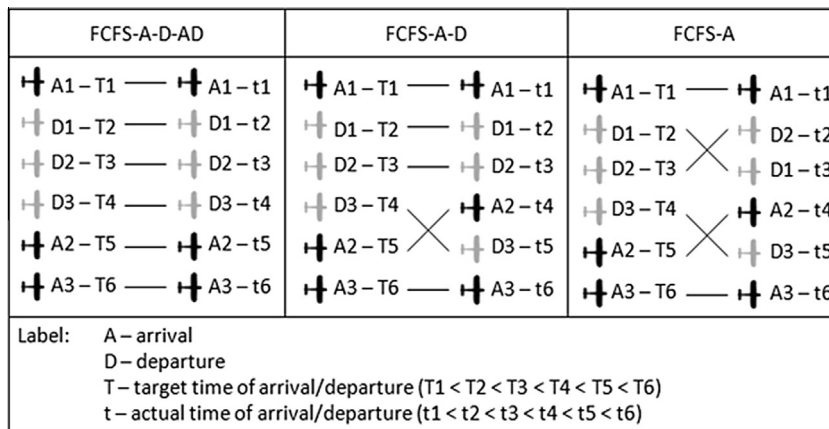 FCFS-A-D-AD FCFS-A-D FCFS-A
A1 – T1 A1 – t1 A1 – T1 A1 – t1 A1 – T1 A1 – t1
D1 – T2 D1 – t2 D1 – T2 D1 – t2 D1 – T2 D2 – t2
D2 – T3 D2 – t3 D2 – T3 D2 – t3 D2 – T3 D1 – t3
D3 – T4 D3 – t4 D3 – T4 A2 – t4 D3 – T4 A2 – t4
A2 – T5 A2 – t5 A2 – T5 D3 – t5 A2 – T5 D3 – t5
A3 – T6 A3 – t6 A3 – T6 A3 – t6 A3 – T6 A3 – t6
Label: A – arrival
D – departure
T – target time of arrival/departure (T1 < T2 < T3 < T4 < T5 < T6)
t – actual time of arrival/departure (t1 < t2 < t3 < t4 < t5 < t6)